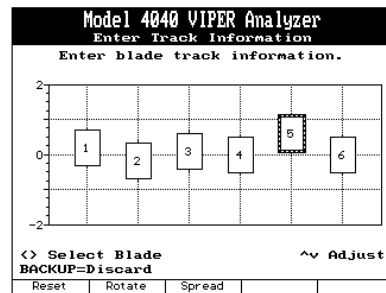 Model 4040 VIPER Analyzer
Enter Track Information
Enter blade track information.
2
0
-2
1
2
3
4
5
6
<> Select Blade ^v Adjust
BACKUP=Discard
Reset Rotate Spread